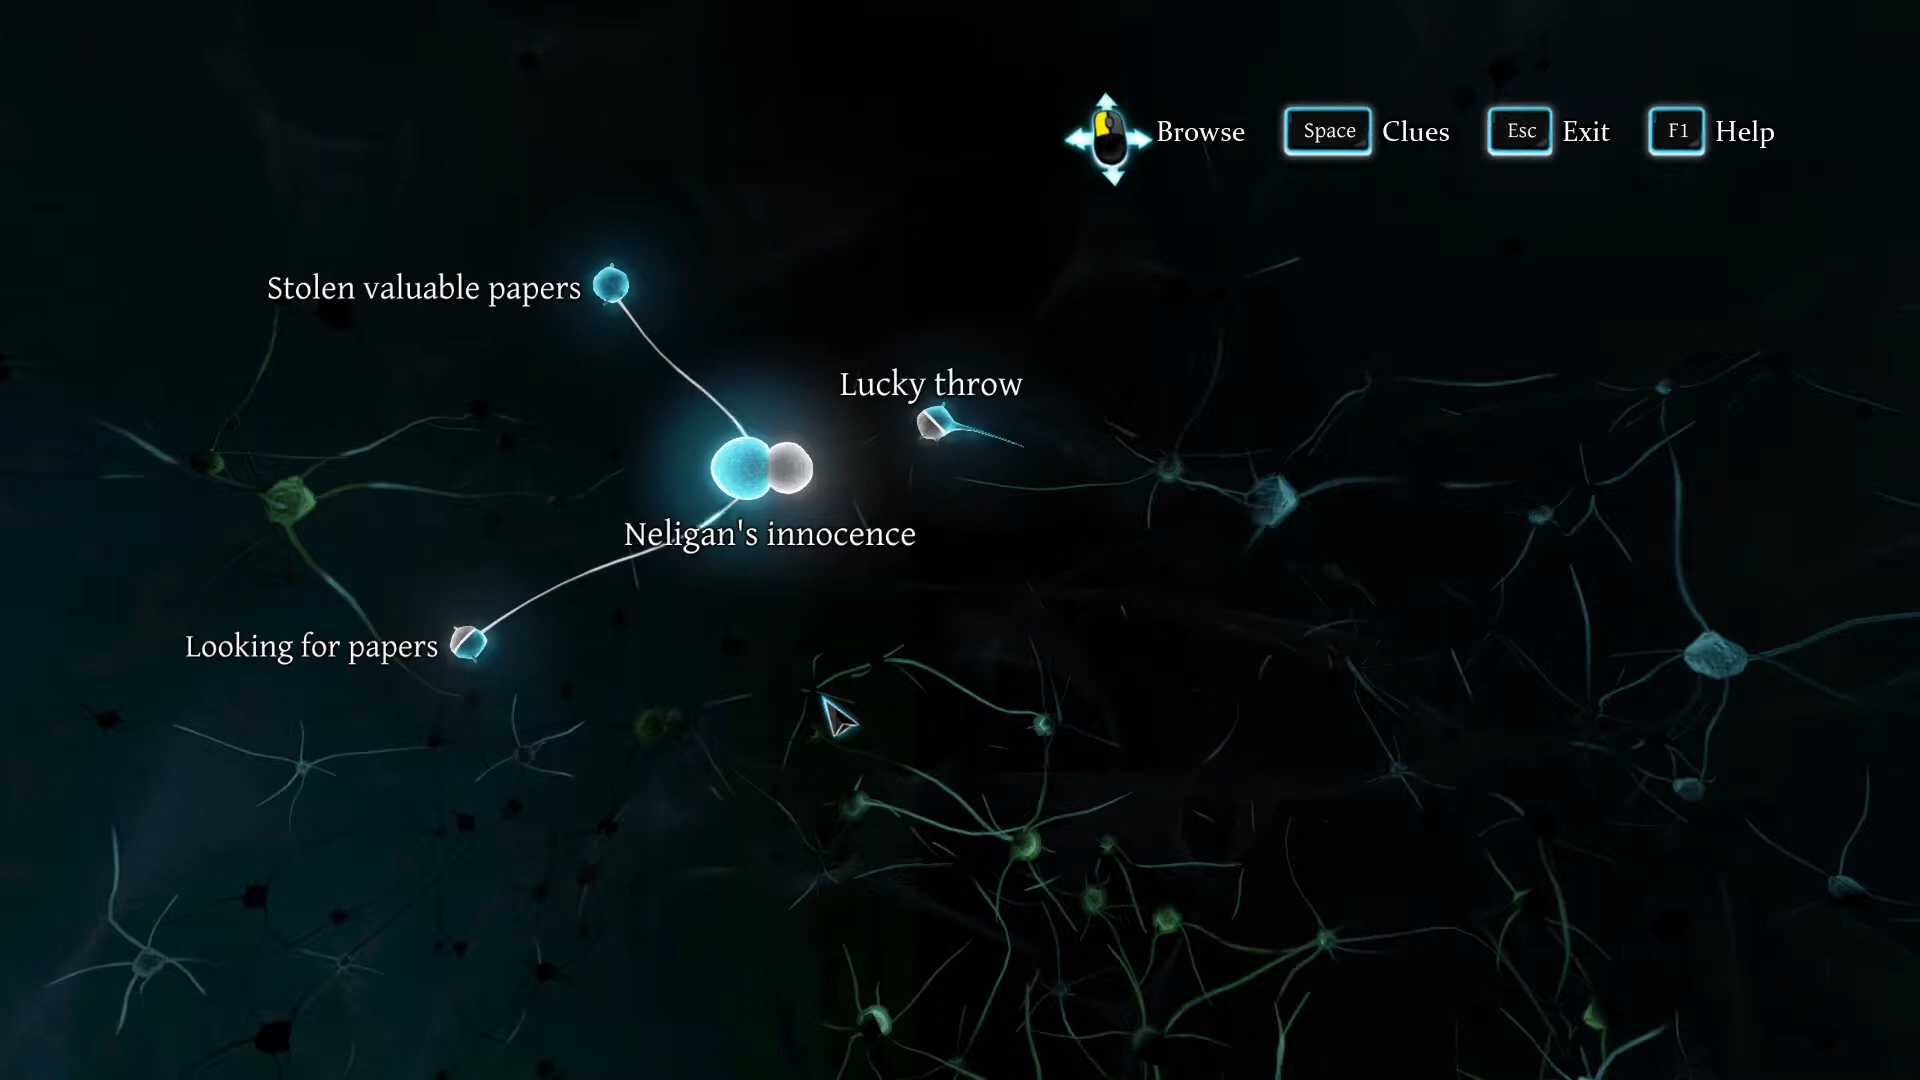 Browse
Space Clues
Esc Exit
F1 Help
Stolen valuable papers
Lucky throw
Neligan's innocence
Looking for papers